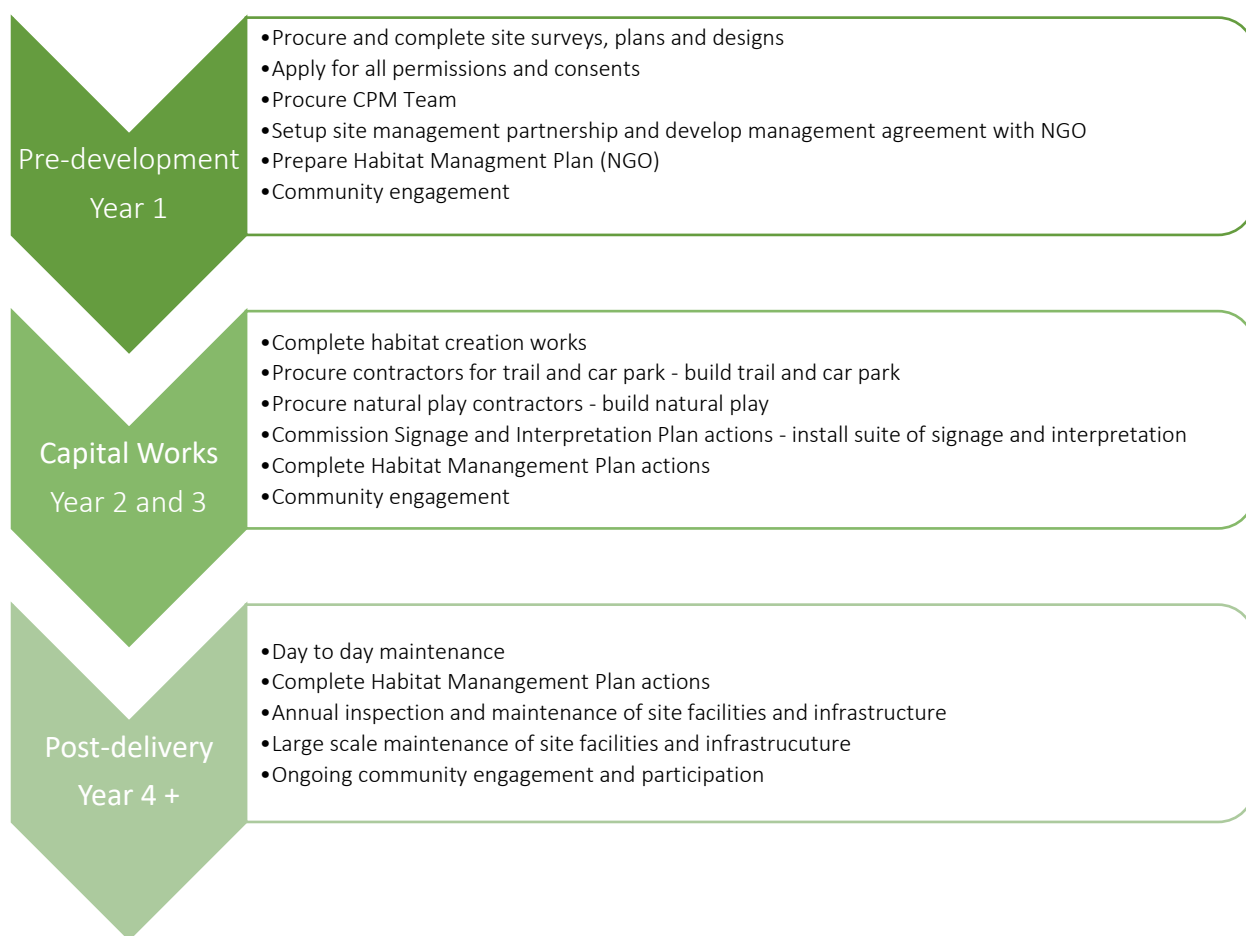 Pre-development
Year 1
•Procure and complete site surveys, plans and designs
•Apply for all permissions and consents
•Procure CPM Team
•Setup site management partnership and develop management agreement with NGO
•Prepare Habitat Managment Plan (NGO)
•Community engagement
Capital Works
Year 2 and 3
•Complete habitat creation works
•Procure contractors for trail and car park - build trail and car park
•Procure natural play contractors - build natural play
•Commission Signage and Interpretation Plan actions - install suite of signage and interpretation
•Complete Habitat Manangement Plan actions
•Community engagement
Post-delivery
Year 4 +
•Day to day maintenance
•Complete Habitat Manangement Plan actions
•Annual inspection and maintenance of site facilities and infrastructure
•Large scale maintenance of site facilities and infrastrucuture
•Ongoing community engagement and participation